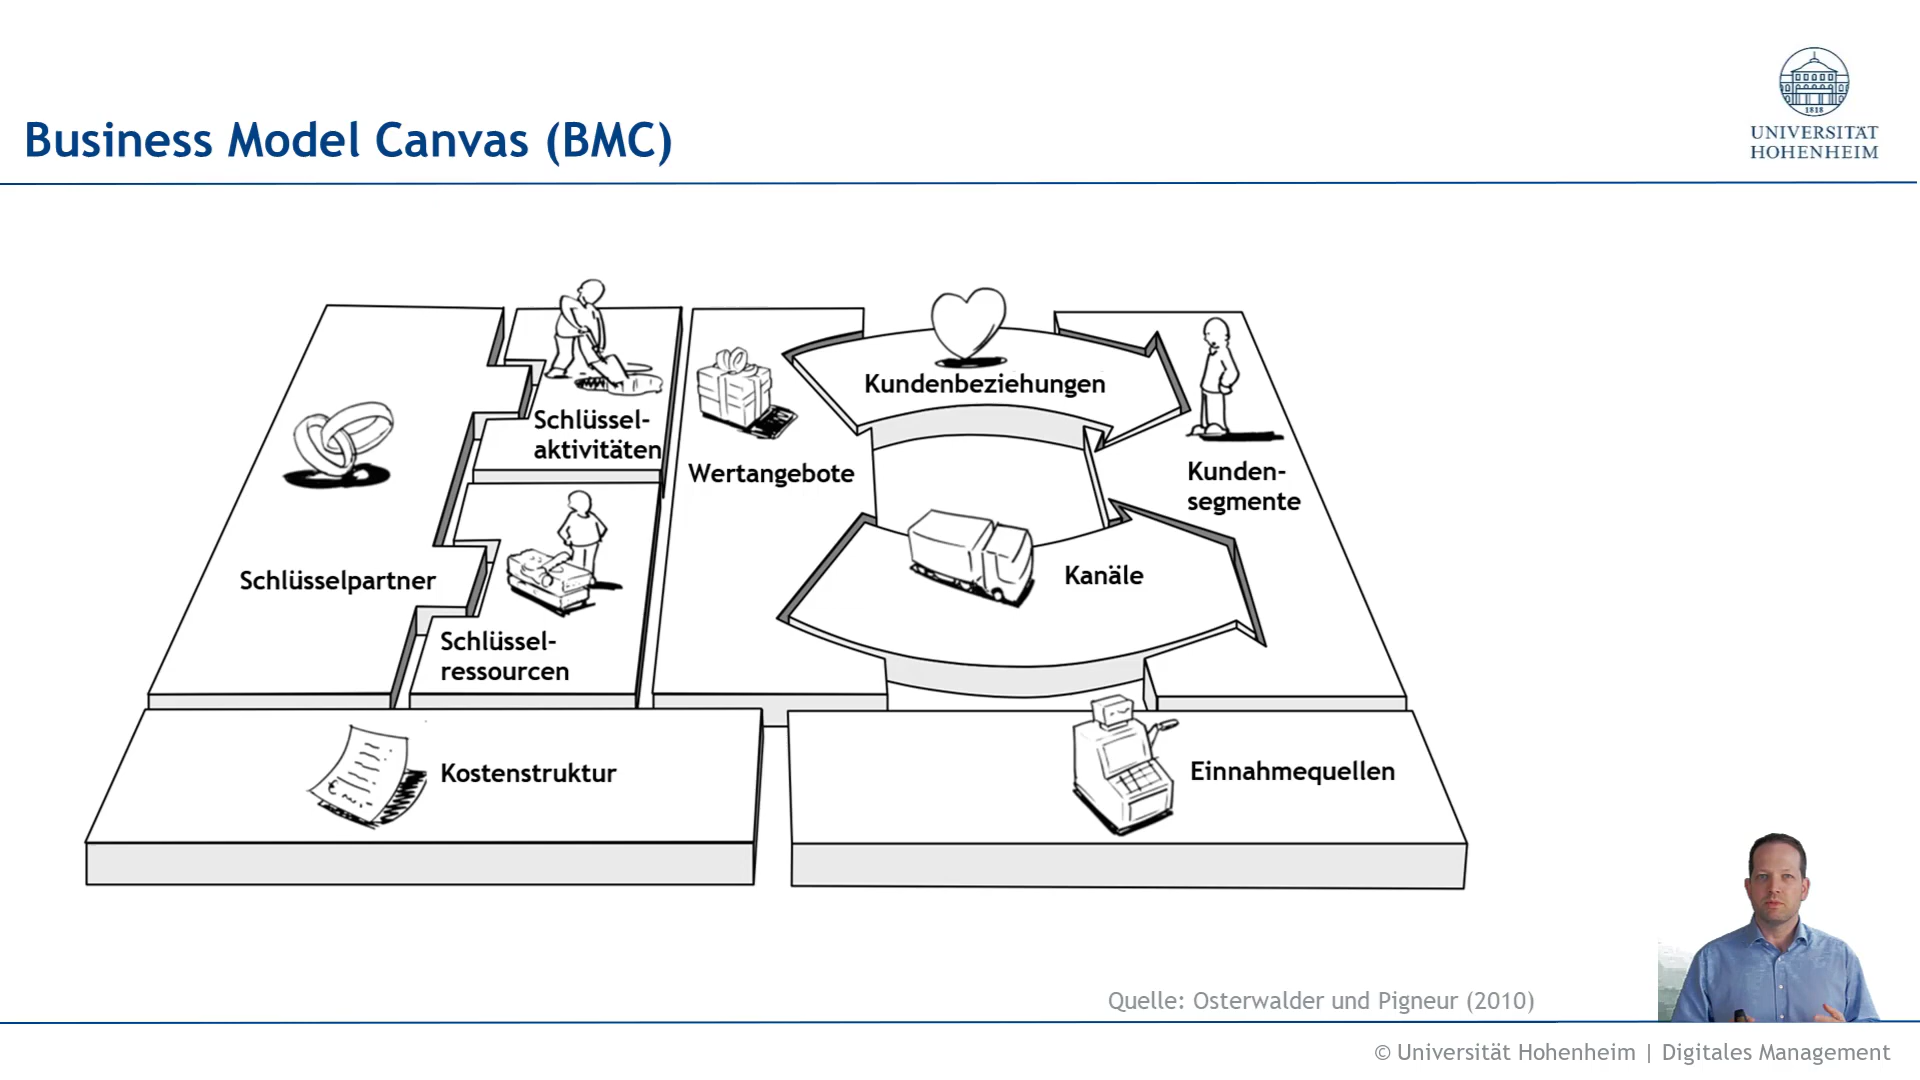 Business Model Canvas (BMC)
1818
UNIVERSITÄT
HOHENHEIM
Kundenbeziehungen
Schlüssel-
aktivitäten
Wertangebote
Kunden-
segmente
Schlüsselpartner
Kanäle
Schlüssel-
ressourcen
Kostenstruktur
Einnahmequellen
Quelle: Osterwalder und Pigneur (2010)
© Universität Hohenheim | Digitales Management